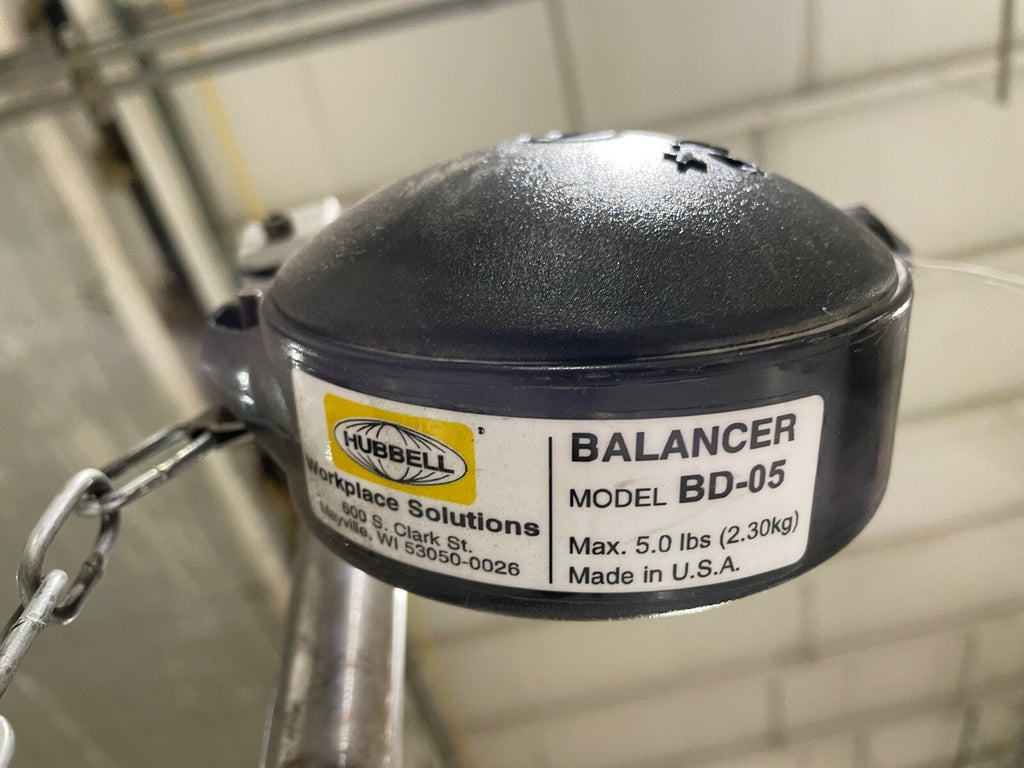 HUBBELL
Workplace Solutions
600 S. Clark St.
Mayville, WI 53050-0026
BALANCER
MODEL BD-05
Max. 5.0 lbs (2.30kg)
Made in U.S.A.